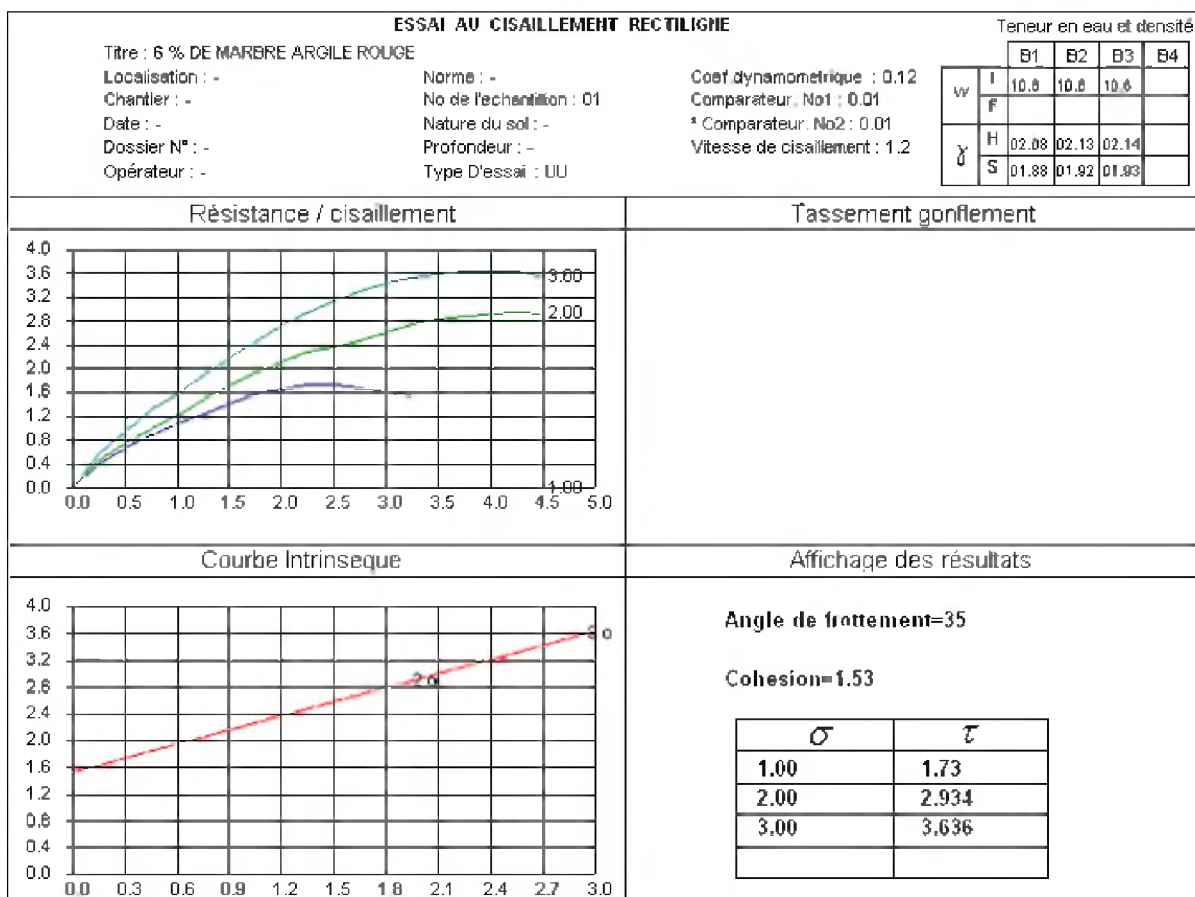 ESSAI AU CISAILLEMENT RECTILIGNE
Teneur en eau et densité
Titre : 6 % DE MARBRE ARGILE ROUGE
Localisation : -
Chantier : -
Date : -
Dossier N° : -
Opérateur : -
Norme : -
No de l'echantillion : 01
Nature du sol : -
Profondeur : -
Type D'essai : UU
Coef dynamometrique : 0.12
Comparateur. No1 : 0.01
* Comparateur. No2 : 0.01
Vitesse de cisaillement : 1.2
B1 B2 B3 B4
W I 10.6 10.6 10.6
F
γ H 02.08 02.13 02.14
S 01.88 01.92 01.93
Résistance / cisaillement
4.0
3.6
3.2
2.8
2.4
2.0
1.6
1.2
0.8
0.4
0.0
3.00
2.00
1.00
0.0 0.5 1.0 1.5 2.0 2.5 3.0 3.5 4.0 4.5 5.0
Tassement gonflement
Courbe Intrinseque
4.0
3.6
3.2
2.8
2.4
2.0
1.6
1.2
0.8
0.4
0.0
2 o
3 o
0.0 0.3 0.6 0.9 1.2 1.5 1.8 2.1 2.4 2.7 3.0
Affichage des résultats
Angle de frottement=35
Cohesion=1.53
σ τ
1.00 1.73
2.00 2.934
3.00 3.636